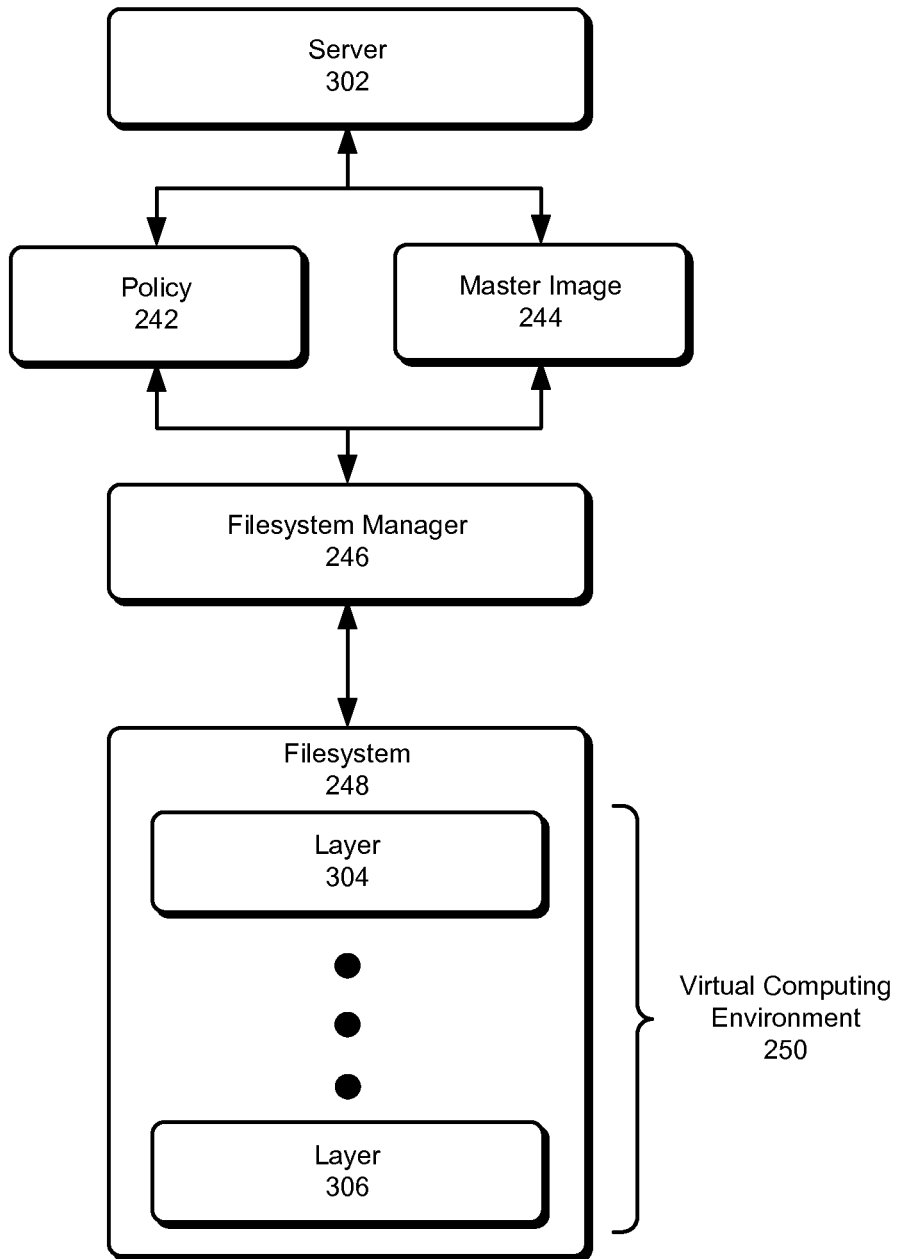 Server
302
Policy
242
Master Image
244
Filesystem Manager
246
Filesystem
248
Layer
304
Layer
306
Virtual Computing
Environment
250